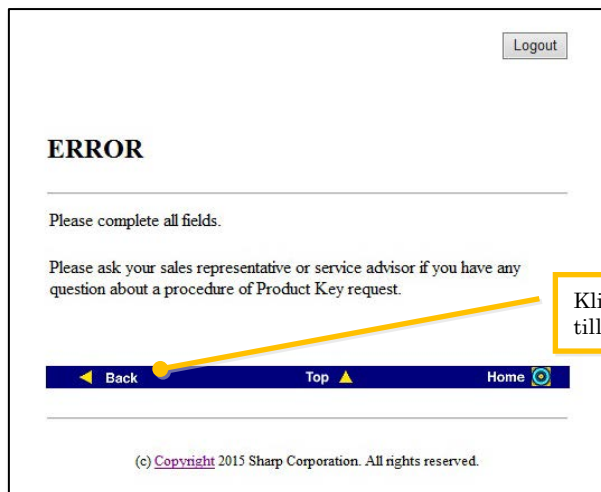 Logout
ERROR
Please complete all fields.
Please ask your sales representative or service advisor if you have any
question about a procedure of Product Key request.
till
Back Top Home
(c) Copyright 2015 Sharp Corporation. All rights reserved.